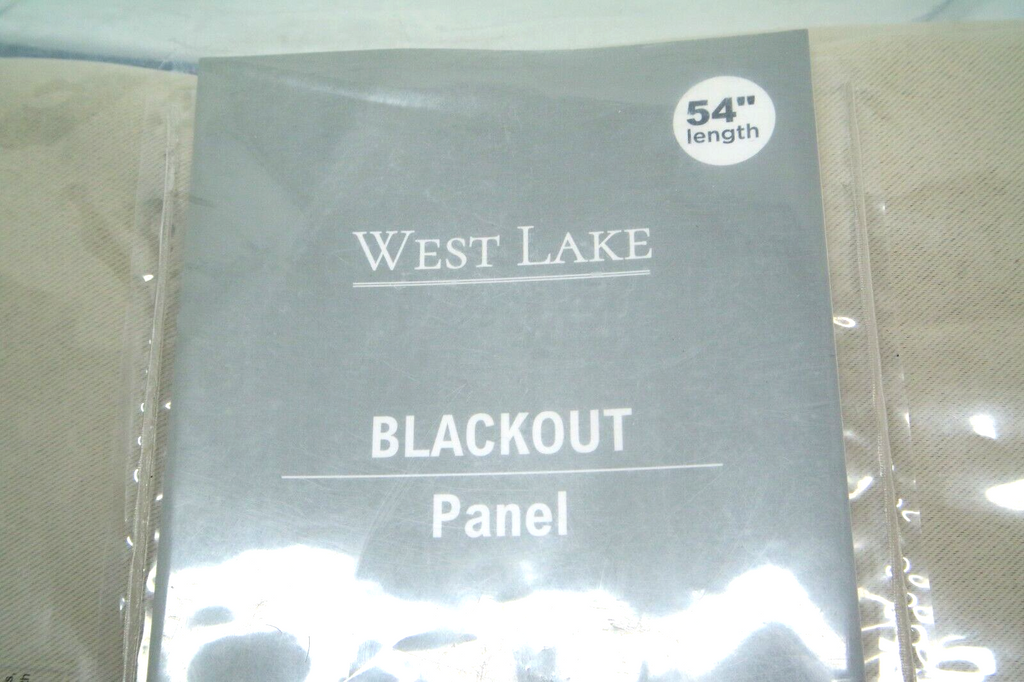 54"
length
WEST LAKE
BLACKOUT
Panel